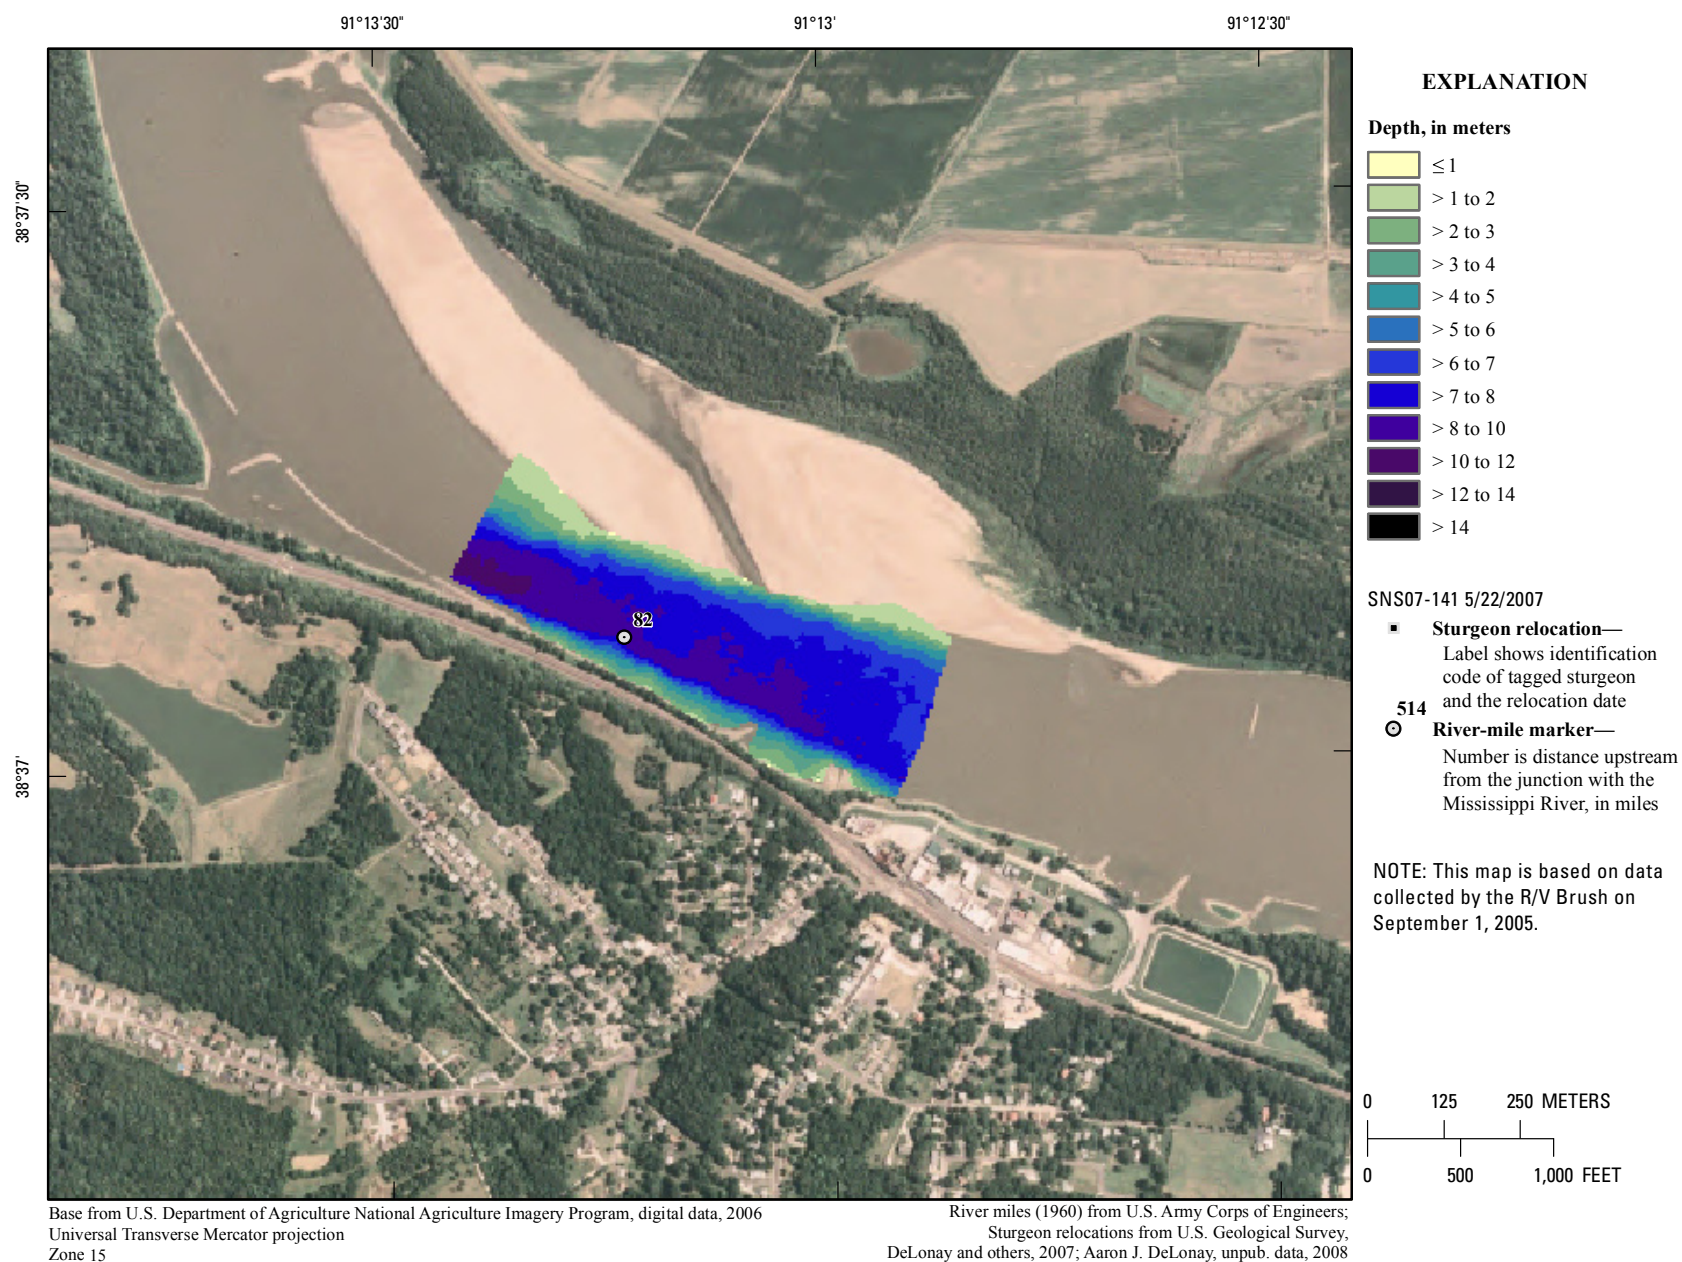 91°13'30"
91°13'
91°12'30"
38°37'30"
38°37'
82
EXPLANATION
Depth, in meters
≤ 1
> 1 to 2
> 2 to 3
> 3 to 4
> 4 to 5
> 5 to 6
> 6 to 7
> 7 to 8
> 8 to 10
> 10 to 12
> 12 to 14
> 14
SNS07-141 5/22/2007
Sturgeon relocation—
Label shows identification
code of tagged sturgeon
and the relocation date
514
River-mile marker—
Number is distance upstream
from the junction with the
Mississippi River, in miles
NOTE: This map is based on data
collected by the R/V Brush on
September 1, 2005.
0 125 250 METERS
0 500 1,000 FEET
Base from U.S. Department of Agriculture National Agriculture Imagery Program, digital data, 2006
Universal Transverse Mercator projection
Zone 15
River miles (1960) from U.S. Army Corps of Engineers;
Sturgeon relocations from U.S. Geological Survey,
DeLonay and others, 2007; Aaron J. DeLonay, unpub. data, 2008